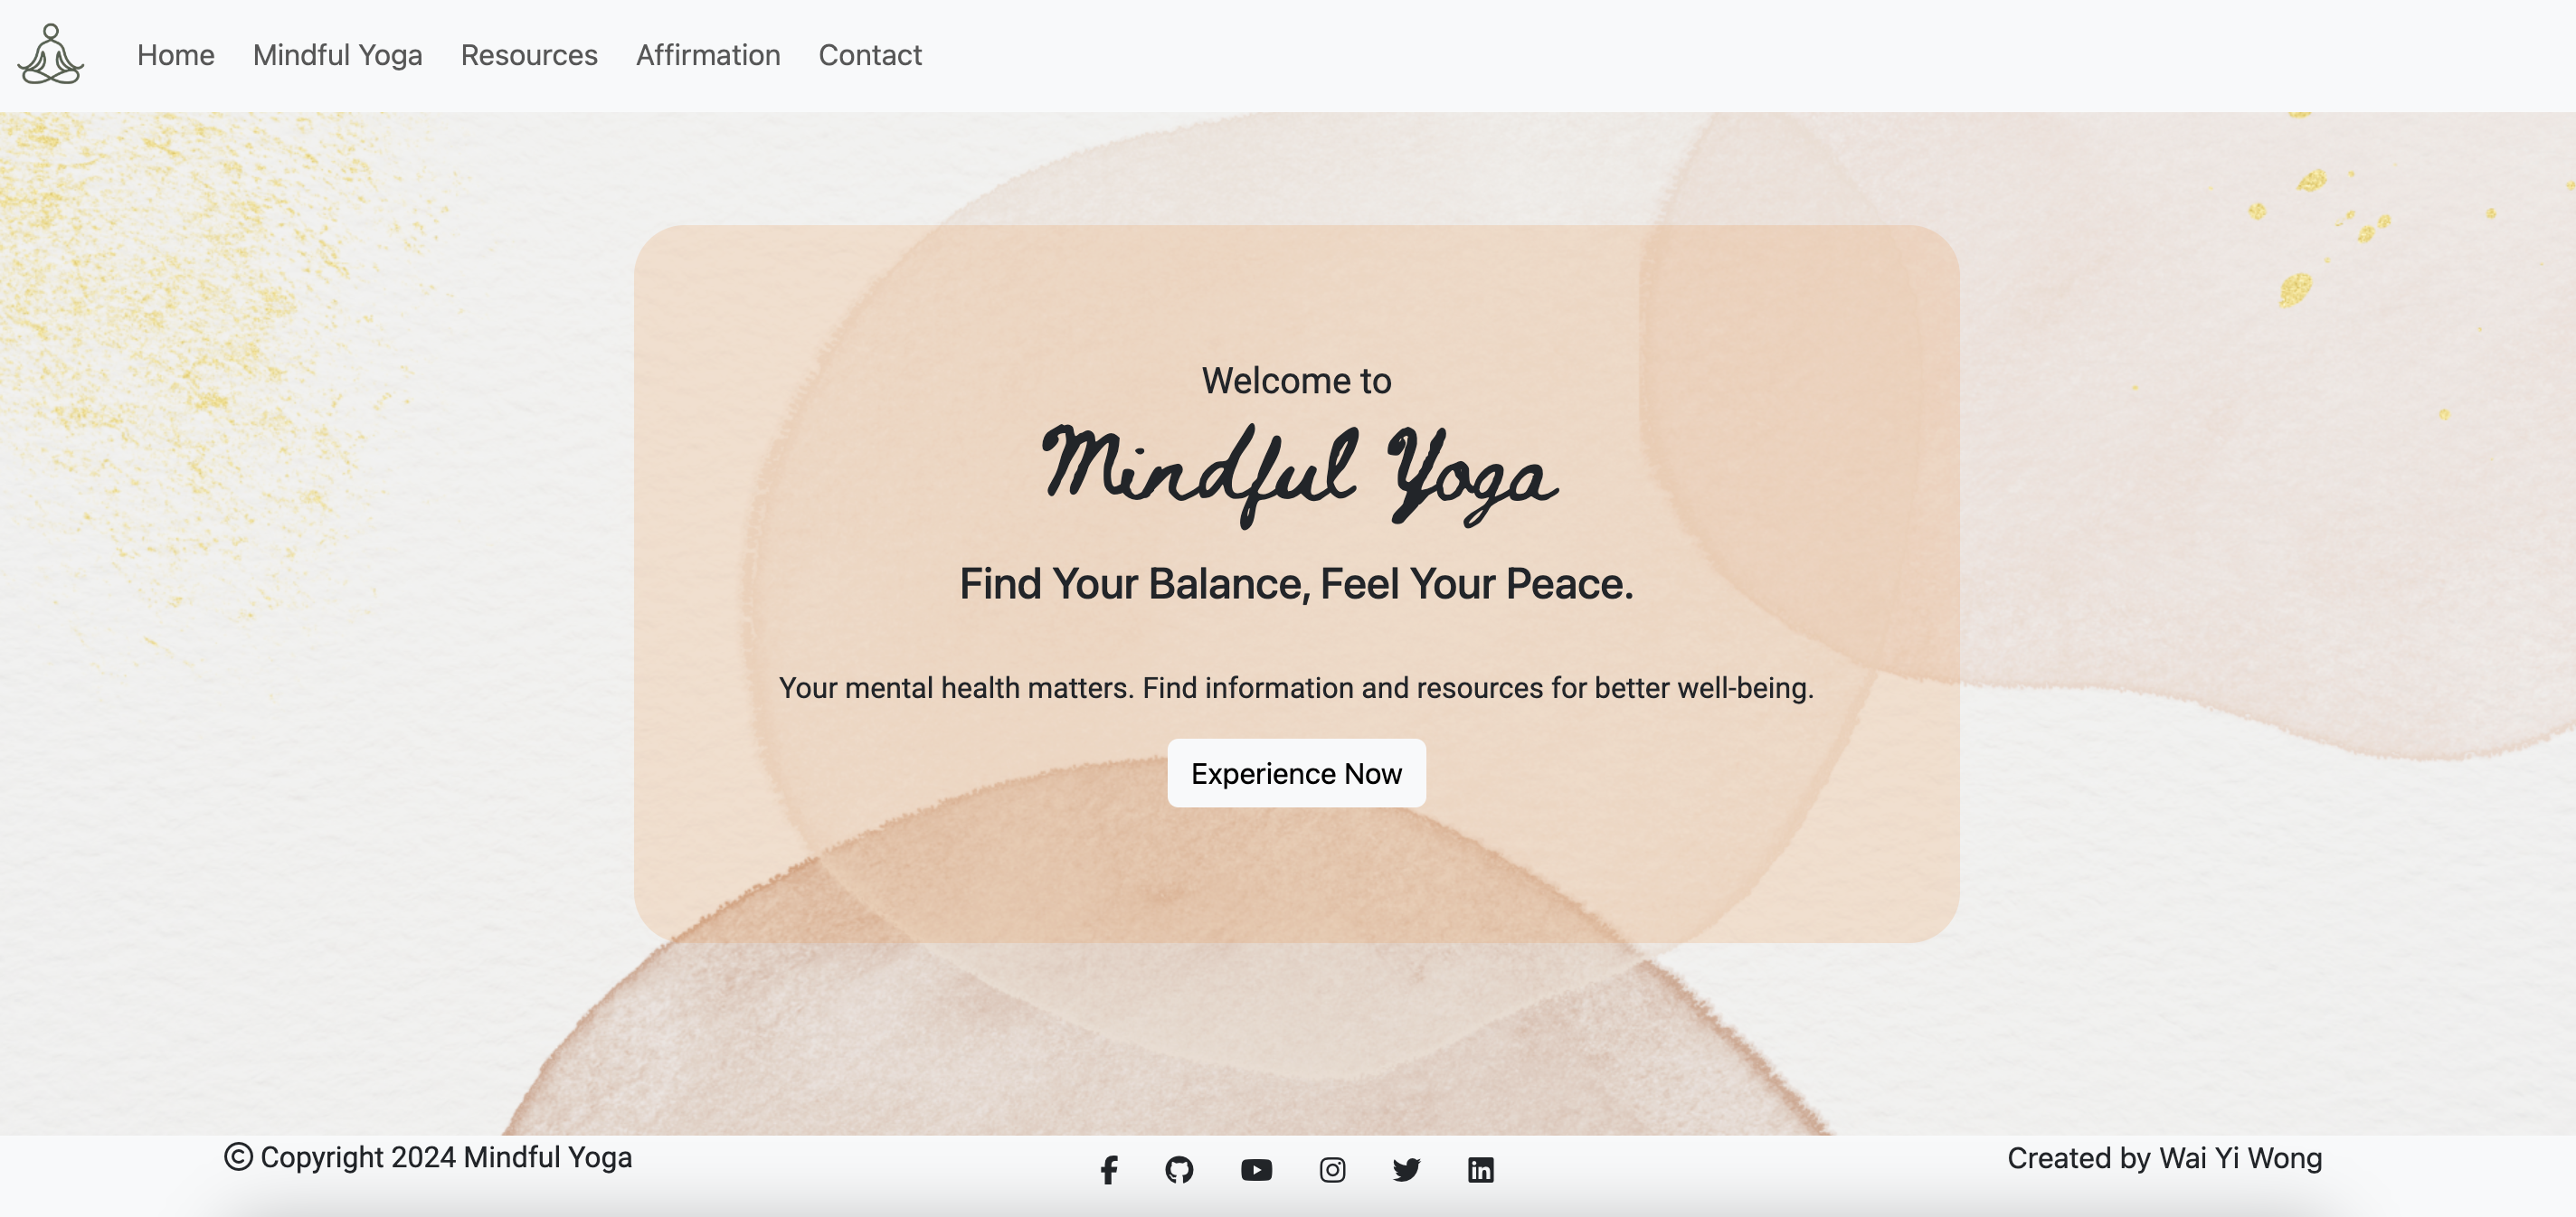 Home Mindful Yoga Resources Affirmation Contact
Welcome to
Mindful Yoga
Find Your Balance, Feel Your Peace.
Your mental health matters. Find information and resources for better well-being.
Experience Now
© Copyright 2024 Mindful Yoga
Created by Wai Yi Wong